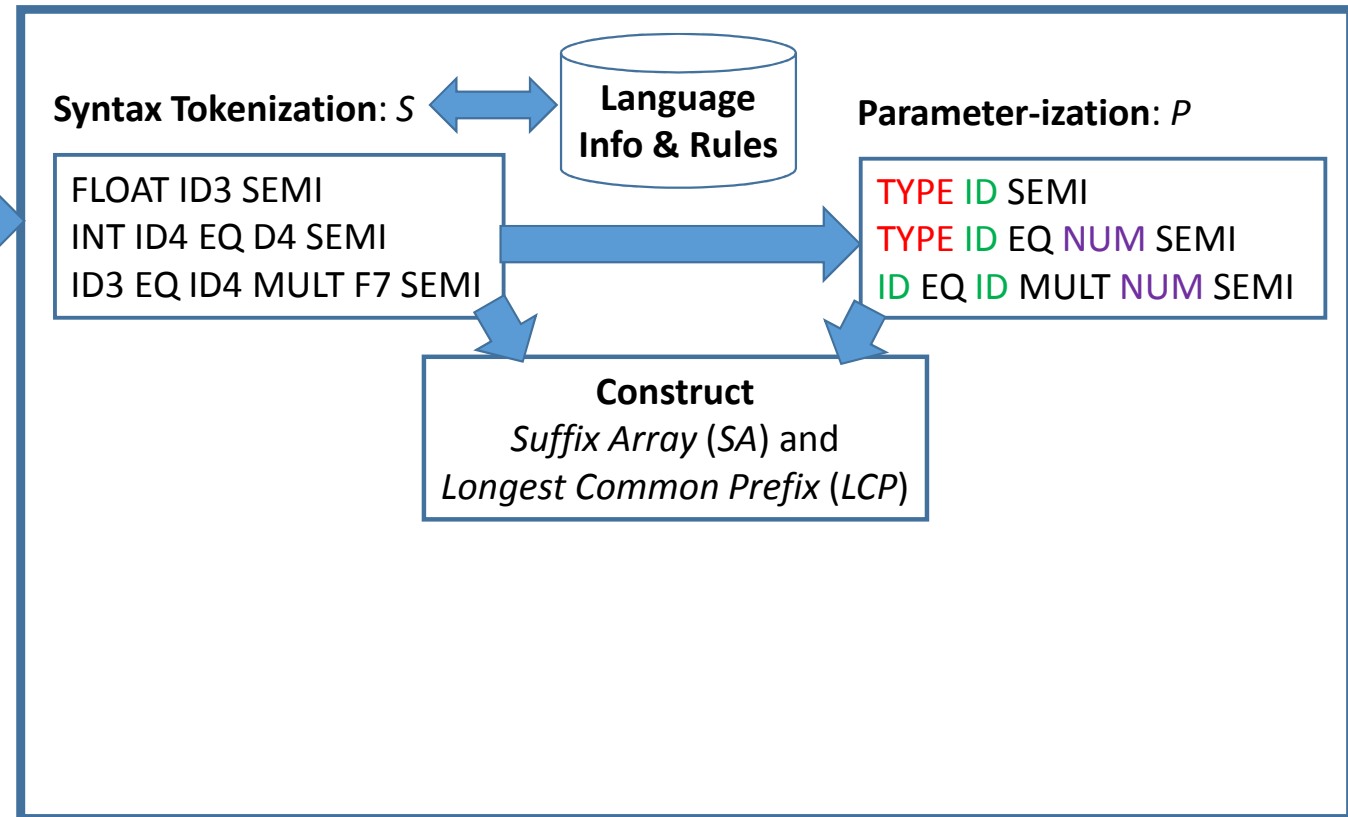 Syntax Tokenization: S
Language
Info & Rules
Parameter-ization: P
FLOAT ID3 SEMI
INT ID4 EQ D4 SEMI
ID3 EQ ID4 MULT F7 SEMI
TYPE ID SEMI
TYPE ID EQ NUM SEMI
ID EQ ID MULT NUM SEMI
Construct
Suffix Array (SA) and
Longest Common Prefix (LCP)